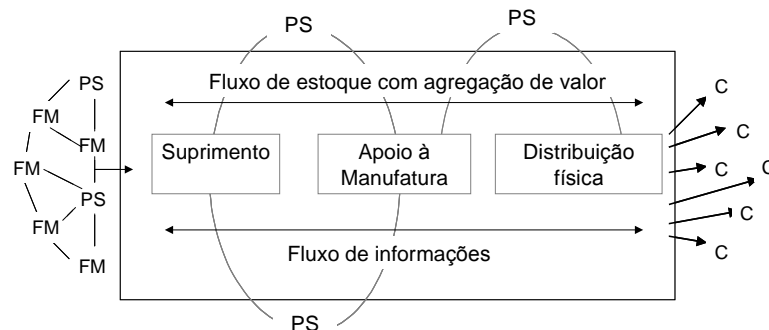 PS
PS
PS
FM
FM
FM
PS
FM
FM
Fluxo de estoque com agregação de valor
Suprimento
Apoio à
Manufatura
Distribuição
física
Fluxo de informações
PS
C
C
C
C
C
C